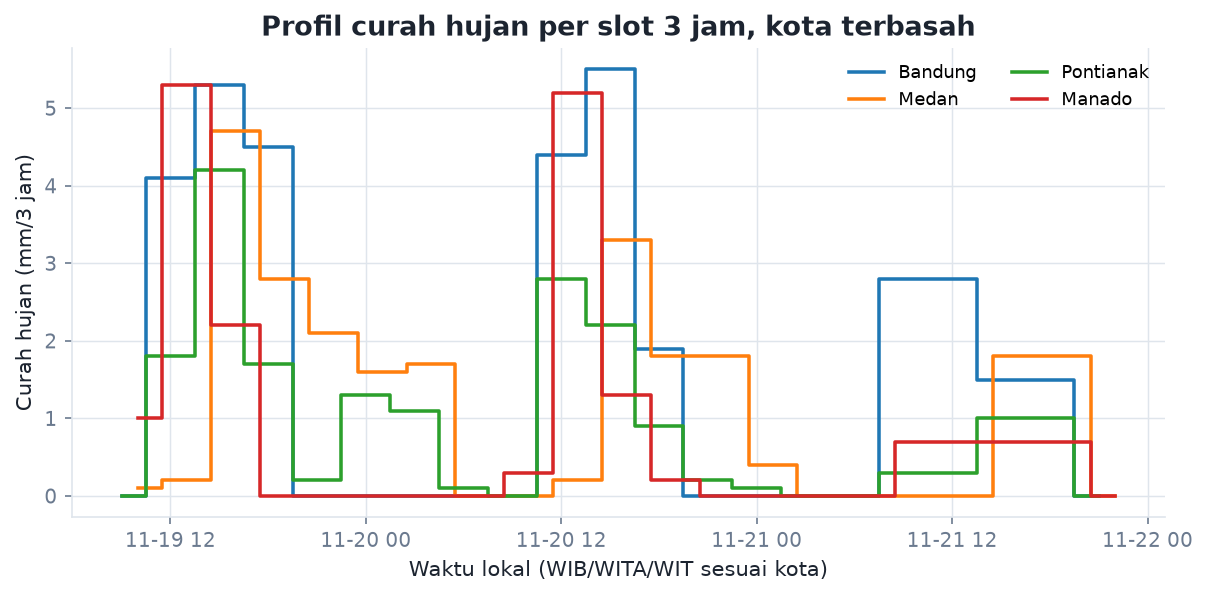 Profil curah hujan per slot 3 jam, kota terbasah
Bandung
Medan
Pontianak
Manado
Curah hujan (mm/3 jam)
5
4
3
2
1
0
11-19 12
11-20 00
11-20 12
11-21 00
11-21 12
11-22 00
Waktu lokal (WIB/WITA/WIT sesuai kota)